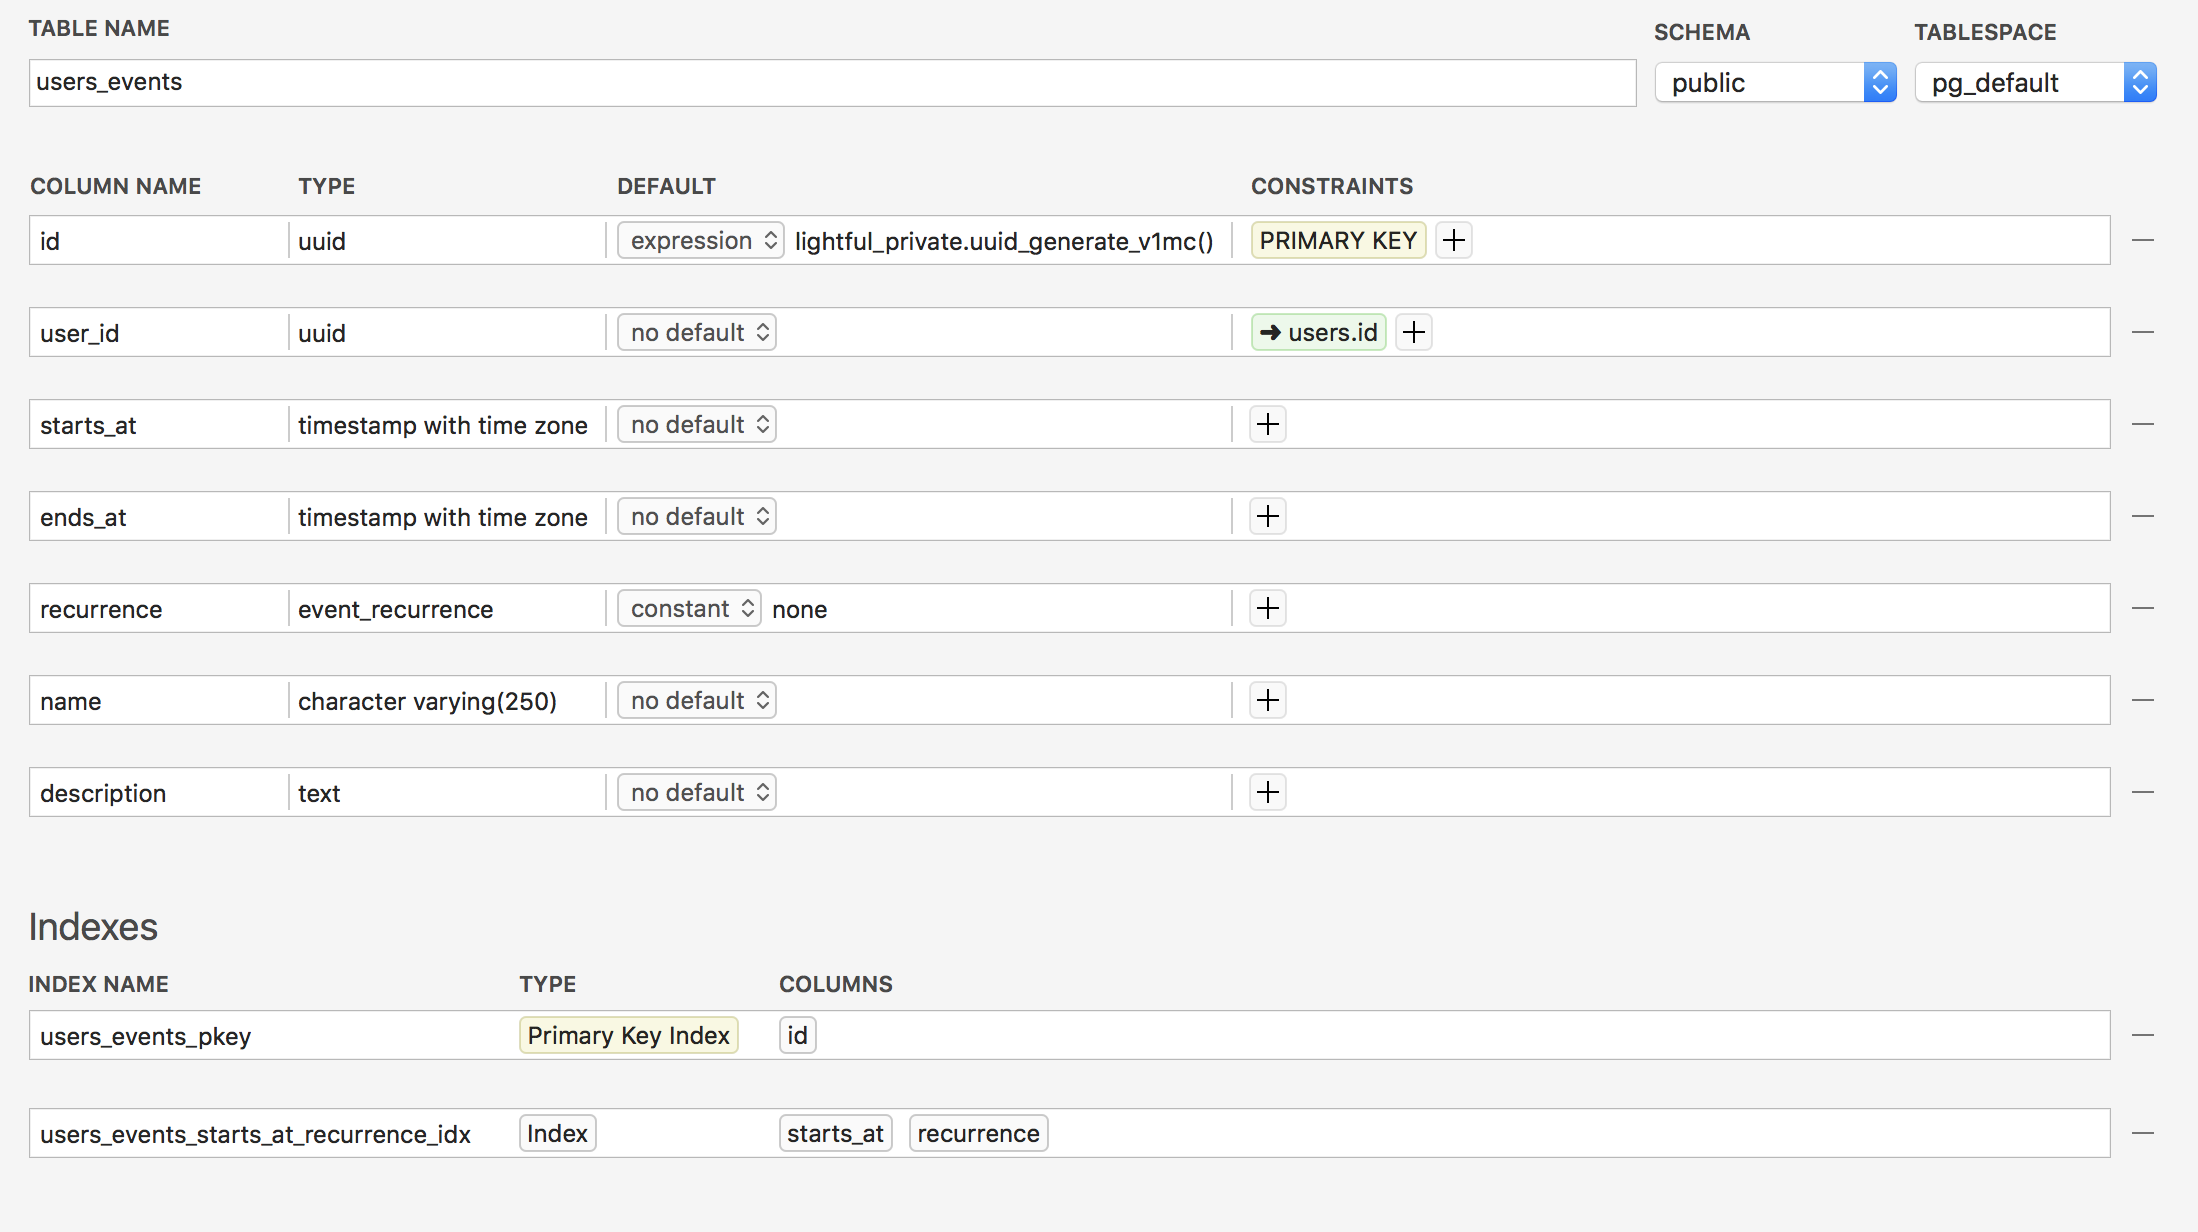 TABLE NAME SCHEMA TABLESPACE
users_events public pg_default
COLUMN NAME TYPE DEFAULT CONSTRAINTS
id uuid expression lightful_private.uuid_generate_v1mc() PRIMARY KEY +
user_id uuid no default → users.id +
starts_at timestamp with time zone no default +
ends_at timestamp with time zone no default +
recurrence event_recurrence constant none +
name character varying(250) no default +
description text no default +
Indexes
INDEX NAME TYPE COLUMNS
users_events_pkey Primary Key Index id
users_events_starts_at_recurrence_idx Index starts_at recurrence